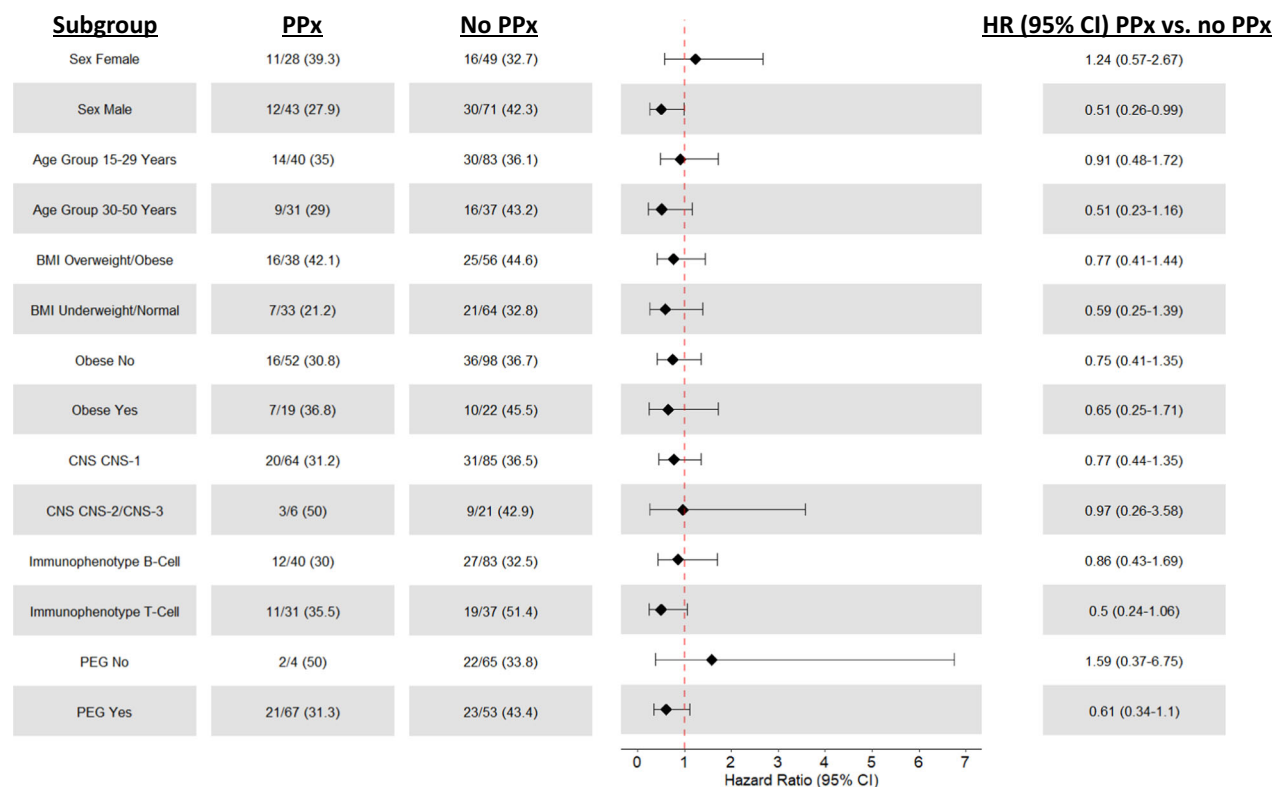 Subgroup PPx No PPx HR (95% CI) PPx vs. no PPx
Sex Female 11/28 (39.3) 16/49 (32.7) 1.24 (0.57-2.67)
Sex Male 12/43 (27.9) 30/71 (42.3) 0.51 (0.26-0.99)
Age Group 15-29 Years 14/40 (35) 30/83 (36.1) 0.91 (0.48-1.72)
Age Group 30-50 Years 9/31 (29) 16/37 (43.2) 0.51 (0.23-1.16)
BMI Overweight/Obese 16/38 (42.1) 25/56 (44.6) 0.77 (0.41-1.44)
BMI Underweight/Normal 7/33 (21.2) 21/64 (32.8) 0.59 (0.25-1.39)
Obese No 16/52 (30.8) 36/98 (36.7) 0.75 (0.41-1.35)
Obese Yes 7/19 (36.8) 10/22 (45.5) 0.65 (0.25-1.71)
CNS CNS-1 20/64 (31.2) 31/85 (36.5) 0.77 (0.44-1.35)
CNS CNS-2/CNS-3 3/6 (50) 9/21 (42.9) 0.97 (0.26-3.58)
Immunophenotype B-Cell 12/40 (30) 27/83 (32.5) 0.86 (0.43-1.69)
Immunophenotype T-Cell 11/31 (35.5) 19/37 (51.4) 0.5 (0.24-1.06)
PEG No 2/4 (50) 22/65 (33.8) 1.59 (0.37-6.75)
PEG Yes 21/67 (31.3) 23/53 (43.4) 0.61 (0.34-1.1)
0 1 2 3 4 5 6 7
Hazard Ratio (95% CI)